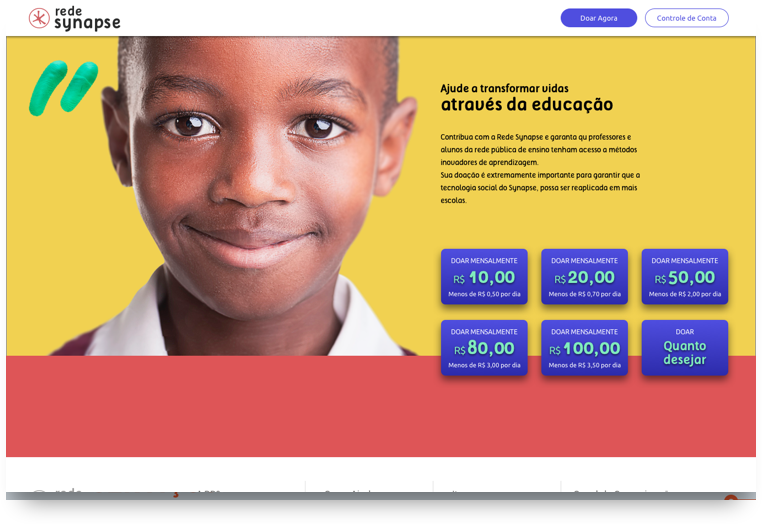 rede
synapse
Doar Agora
Controle de Conta
Ajude a transformar vidas
através da educação
Contribua com a Rede Synapse e garanta qu professores e
alunos da rede pública de ensino tenham acesso a métodos
inovadores de aprendizagem.
Sua doação é extremamente importante para garantir que a
tecnologia social do Synapse, possa ser reaplicada em mais
escolas.
DOAR MENSALMENTE
R$ 10,00
Menos de R$ 0,50 por dia
DOAR MENSALMENTE
R$ 20,00
Menos de R$ 0,70 por dia
DOAR MENSALMENTE
R$ 50,00
Menos de R$ 2,00 por dia
DOAR MENSALMENTE
R$ 80,00
Menos de R$ 3,00 por dia
DOAR MENSALMENTE
R$ 100,00
Menos de R$ 3,50 por dia
DOAR
Quanto
desejar